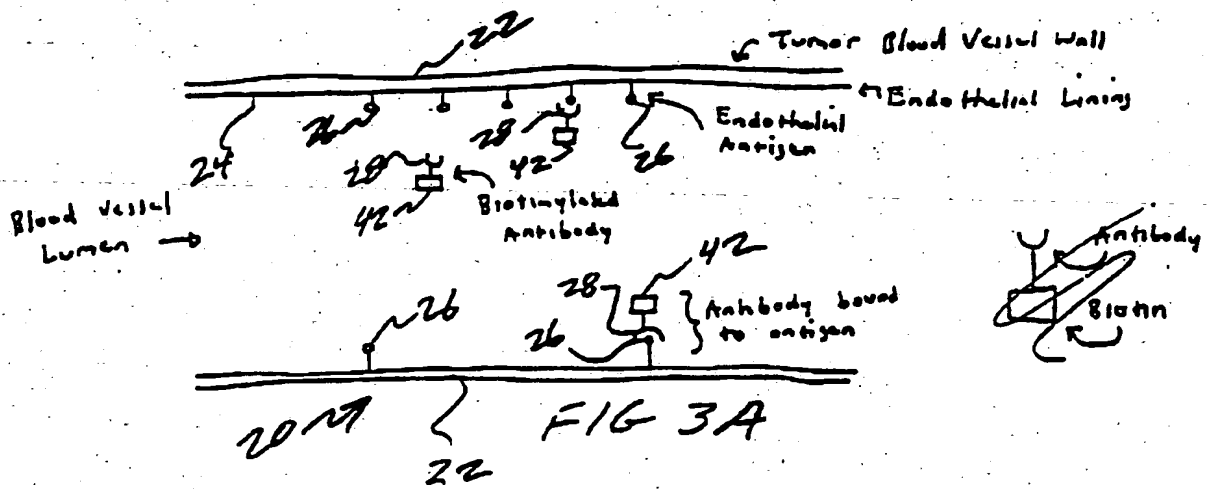 22
Tumor Blood Vessel Wall
Endothelial Lining
24
26
28
42
26
Endothelial
Antigen
28
42
Biotinylated
Antibody
Blood Vessel
Lumen
26
28
42
26
Antibody bound
to antigen
Antibody
Biotin
20
22
FIG 3A